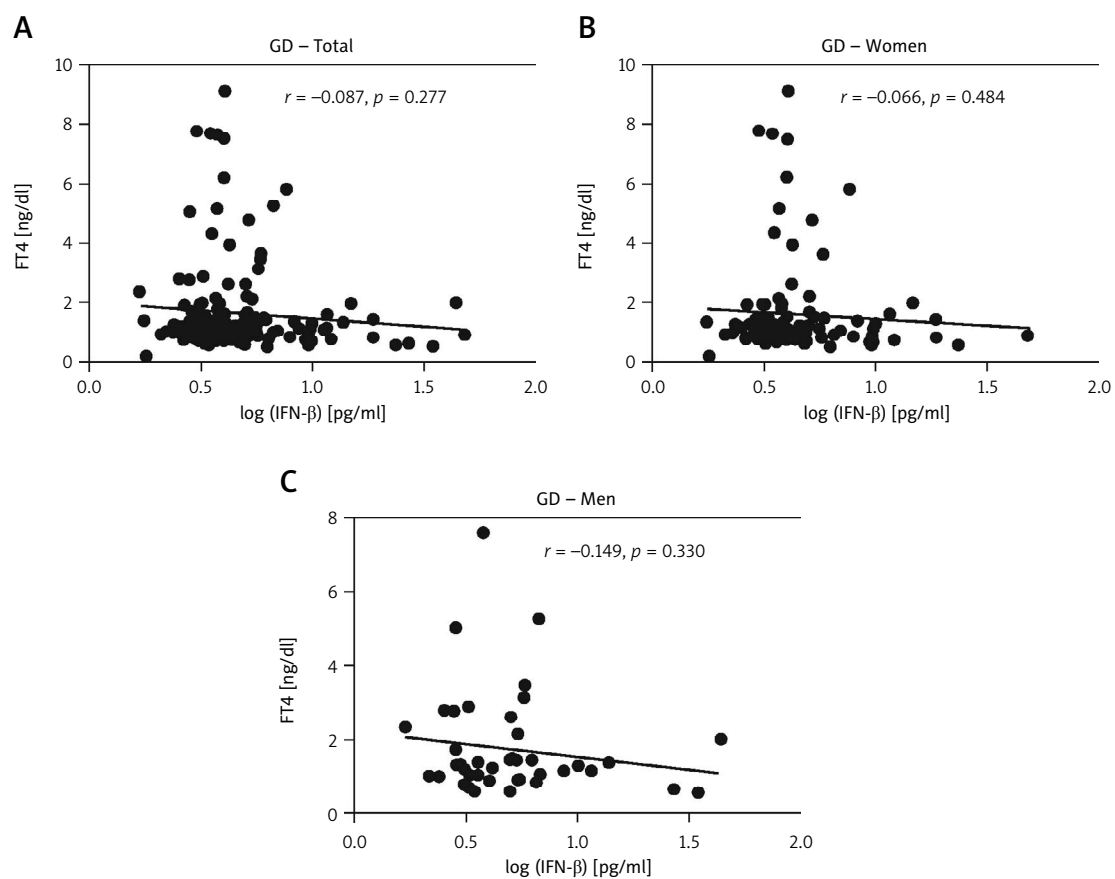 A
GD – Total
r = –0.087, p = 0.277
10
8
6
4
2
0
FT4 [ng/dl]
0.0 0.5 1.0 1.5 2.0
log (IFN-β) [pg/ml]
B
GD – Women
r = –0.066, p = 0.484
10
8
6
4
2
0
FT4 [ng/dl]
0.0 0.5 1.0 1.5 2.0
log (IFN-β) [pg/ml]
C
GD – Men
r = –0.149, p = 0.330
8
6
4
2
0
FT4 [ng/dl]
0.0 0.5 1.0 1.5 2.0
log (IFN-β) [pg/ml]